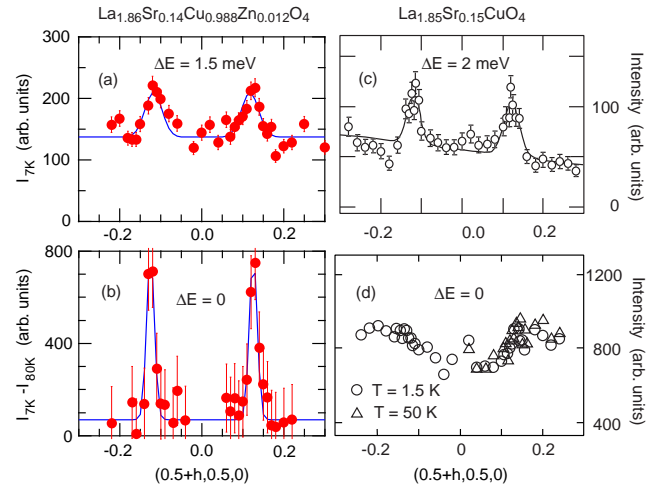 La1.86Sr0.14Cu0.988Zn0.012O4
La1.85Sr0.15CuO4
300
200
100
0
I7K (arb. units)
(a)
ΔE = 1.5 meV
-0.2
0.0
0.2
(c)
ΔE = 2 meV
100
0
Intensity (arb. units)
-0.2
0
0.2
800
400
0
I7K -I80K (arb. units)
(b)
ΔE = 0
-0.2
0.0
0.2
(0.5+h,0.5,0)
(d)
ΔE = 0
T = 1.5 K
T = 50 K
1200
800
400
Intensity (arb. units)
-0.2
0
0.2
(0.5+h,0.5,0)